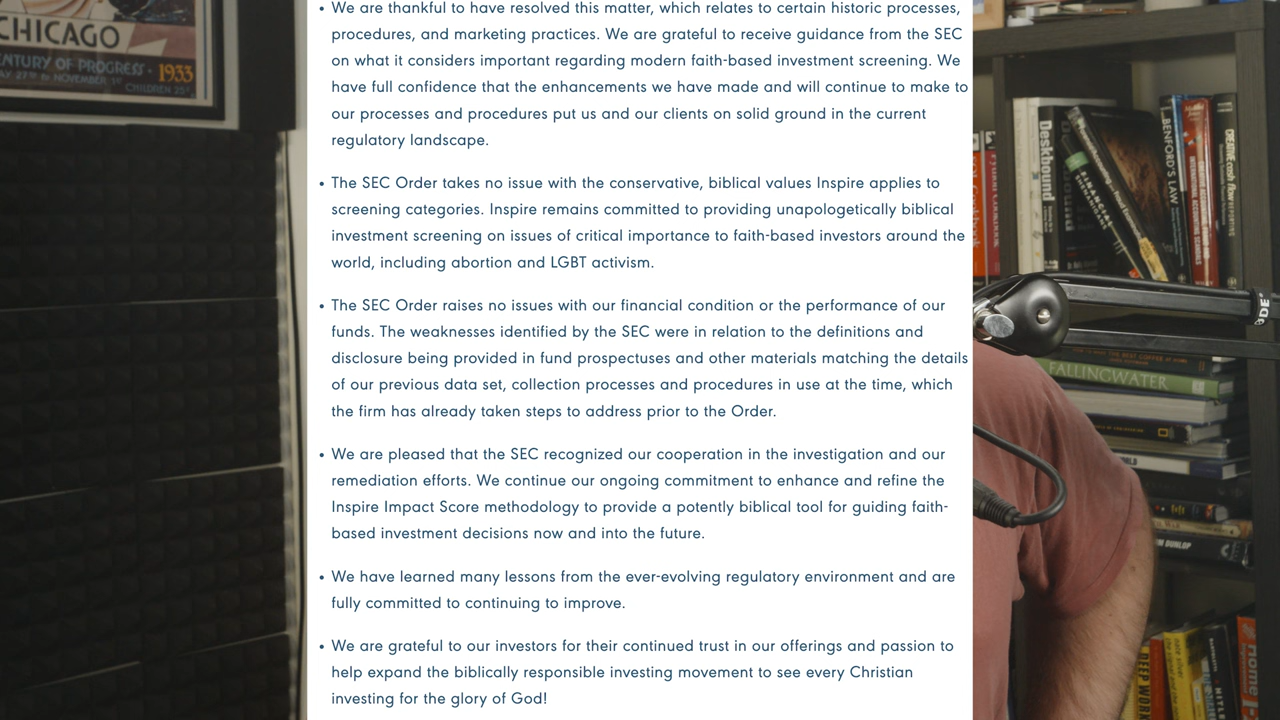 CHICAGO
CENTURY OF PROGRESS · 1933
MAY 27TH to NOVEMBER 1ST
CHILDREN 25¢
• We are thankful to have resolved this matter, which relates to certain historic processes,
procedures, and marketing practices. We are grateful to receive guidance from the SEC
on what it considers important regarding modern faith-based investment screening. We
have full confidence that the enhancements we have made and will continue to make to
our processes and procedures put us and our clients on solid ground in the current
regulatory landscape.
• The SEC Order takes no issue with the conservative, biblical values Inspire applies to
screening categories. Inspire remains committed to providing unapologetically biblical
investment screening on issues of critical importance to faith-based investors around the
world, including abortion and LGBT activism.
• The SEC Order raises no issues with our financial condition or the performance of our
funds. The weaknesses identified by the SEC were in relation to the definitions and
disclosure being provided in fund prospectuses and other materials matching the details
of our previous data set, collection processes and procedures in use at the time, which
the firm has already taken steps to address prior to the Order.
• We are pleased that the SEC recognized our cooperation in the investigation and our
remediation efforts. We continue our ongoing commitment to enhance and refine the
Inspire Impact Score methodology to provide a potently biblical tool for guiding faith-
based investment decisions now and into the future.
• We have learned many lessons from the ever-evolving regulatory environment and are
fully committed to continuing to improve.
• We are grateful to our investors for their continued trust in our offerings and passion to
help expand the biblically responsible investing movement to see every Christian
investing for the glory of God!
Deskbound
FINANCIAL
BENFORD'S LAW
CREATIVE cash flow REPORTING
FALLINGWATER
DEEP WORK
HITLER